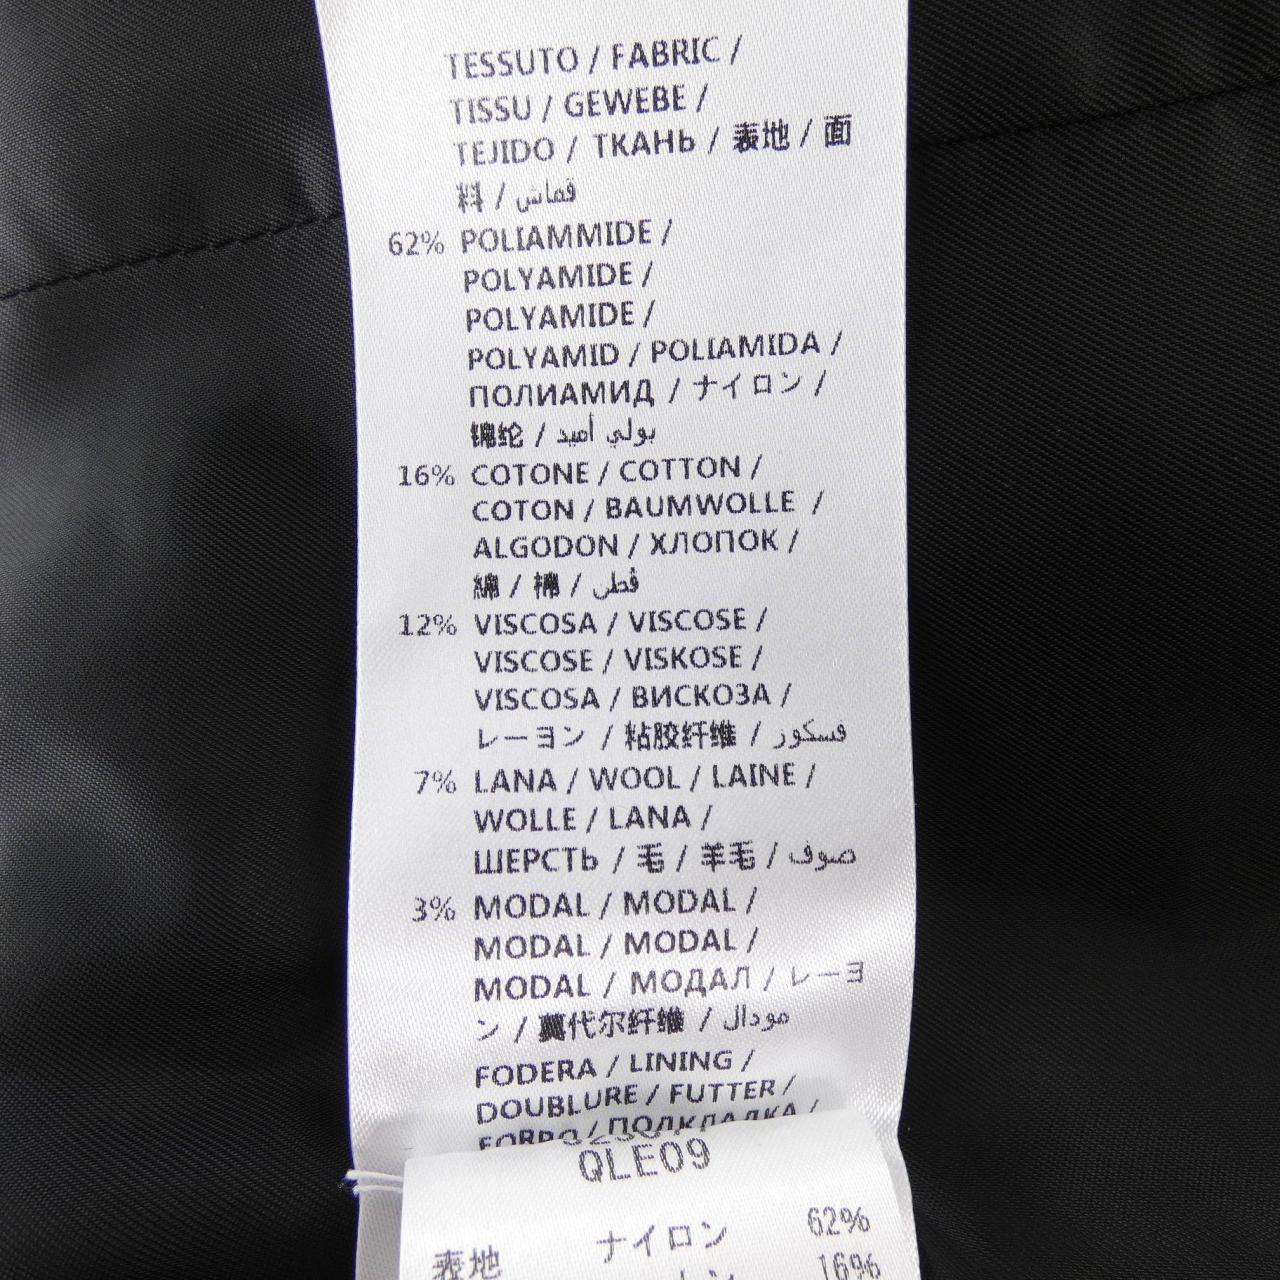 TESSUTO / FABRIC /
TISSU / GEWEBE /
TEJIDO / ТКАНЬ / 表地 / 面
料 / قماش
62% POLIAMMIDE /
POLYAMIDE /
POLYAMIDE /
POLYAMID / POLIAMIDA /
ПОЛИАМИД / ナイロン /
锦纶 / بولي أميد
16% COTONE / COTTON /
COTON / BAUMWOLLE /
ALGODON / ХЛОПОК /
綿 / 棉 / قطن
12% VISCOSA / VISCOSE /
VISCOSE / VISKOSE /
VISCOSA / ВИСКОЗА /
レーヨン / 粘胶纤维 / فسكوز
7% LANA / WOOL / LAINE /
WOLLE / LANA /
ШЕРСТЬ / 毛 / 羊毛 / صوف
3% MODAL / MODAL /
MODAL / MODAL /
MODAL / МОДАЛ / レーヨ
ン / 莫代尔纤维 / مودال
FODERA / LINING /
DOUBLURE / FUTTER /
FORRO / ПОДКЛАДКА /
QLE09
表地 ナイロン 62%
16%